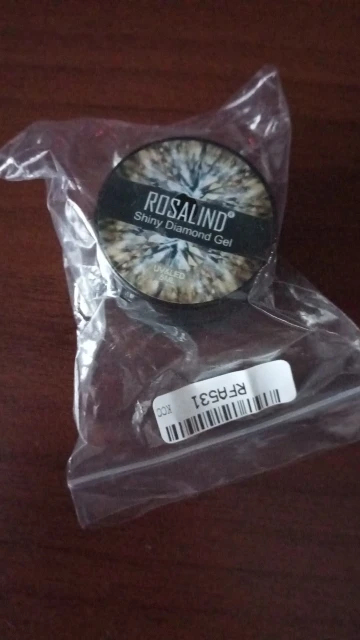 ROSALIND®
Shiny Diamond Gel
UV/LED
RFA531